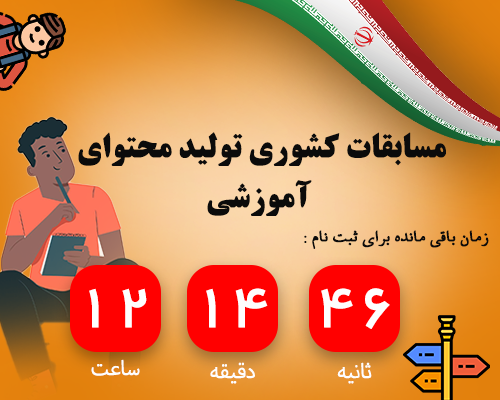 مسابقات کشوری تولید محتوای
آموزشی
زمان باقی مانده برای ثبت نام :
۴۶ ۱۴ ۱۲
ثانیه دقیقه ساعت